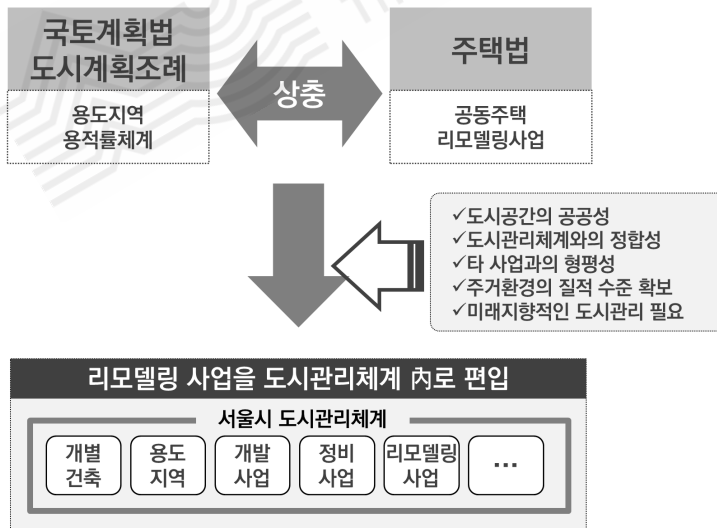 국토계획법
도시계획조례
용도지역
용적률체계
상충
주택법
공동주택
리모델링사업
✓도시공간의 공공성
✓도시관리체계와의 정합성
✓타 사업과의 형평성
✓주거환경의 질적 수준 확보
✓미래지향적인 도시관리 필요
리모델링 사업을 도시관리체계 內로 편입
서울시 도시관리체계
개별
건축
용도
지역
개발
사업
정비
사업
리모델링
사업
...